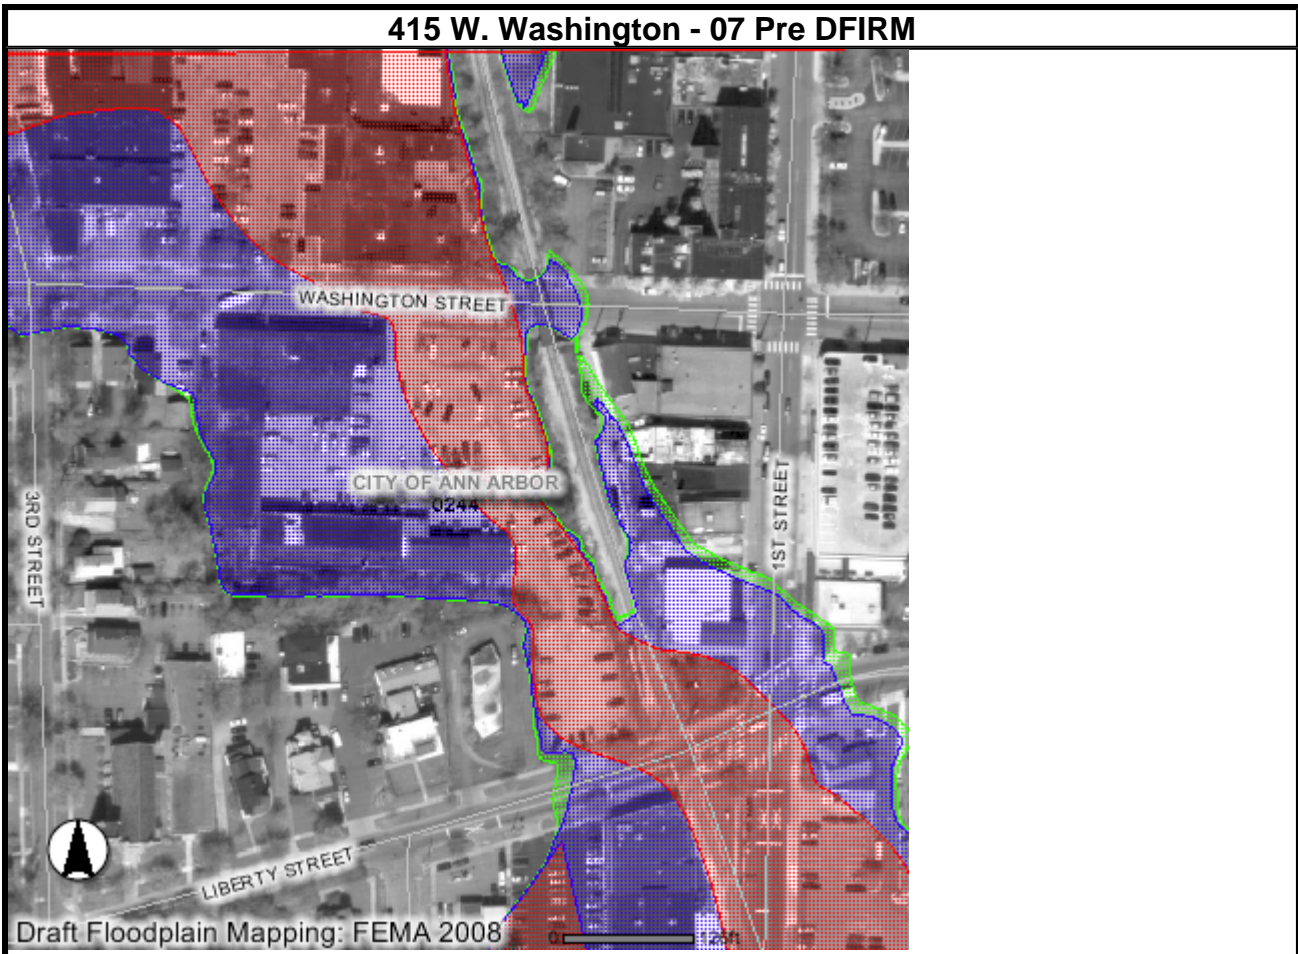 415 W. Washington - 07 Pre DFIRM
WASHINGTON STREET
CITY OF ANN ARBOR
0244
3RD STREET
1ST STREET
LIBERTY STREET
Draft Floodplain Mapping: FEMA 2008
0